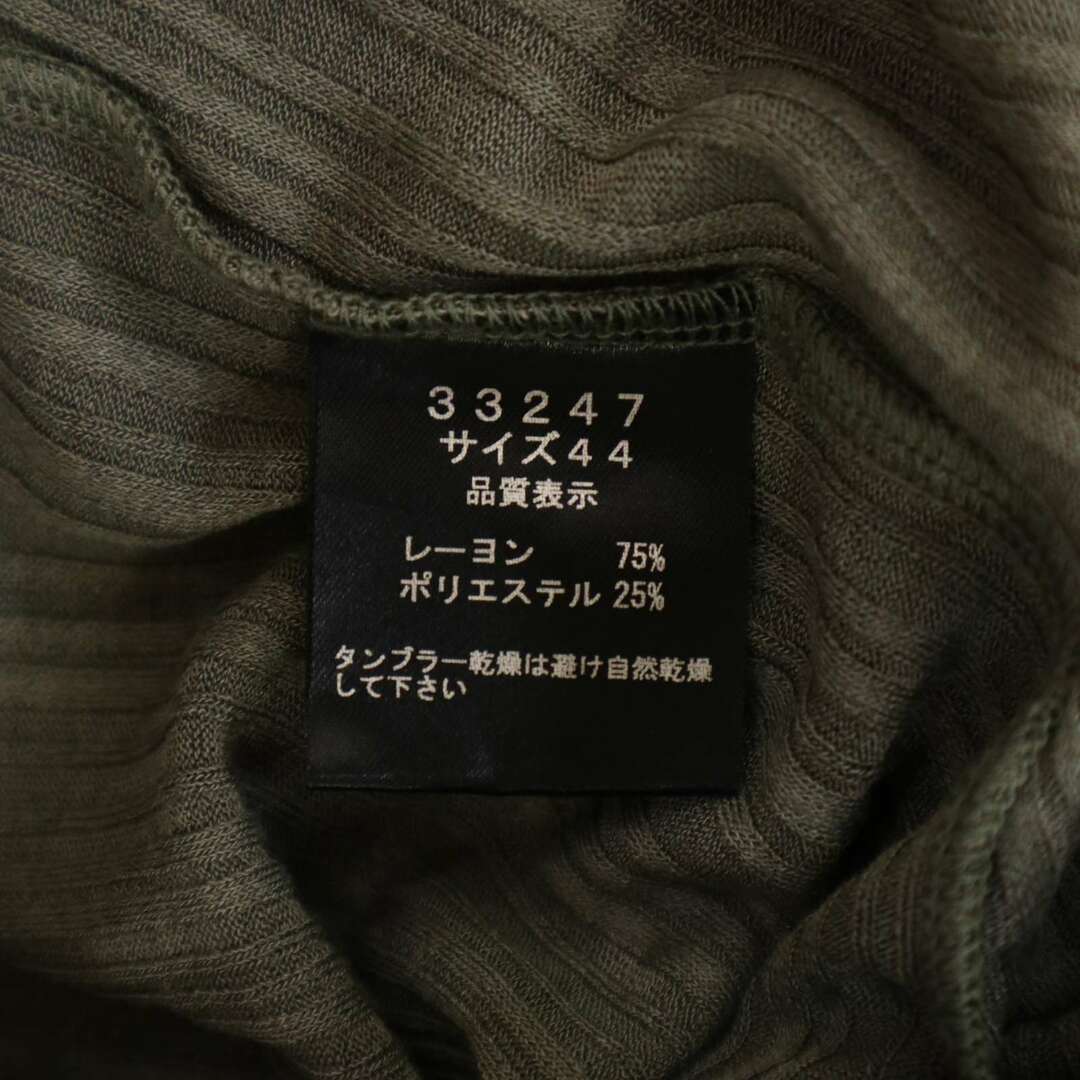 33247
サイズ44
品質表示
レーヨン 75%
ポリエステル 25%
タンブラー乾燥は避け自然乾燥
して下さい